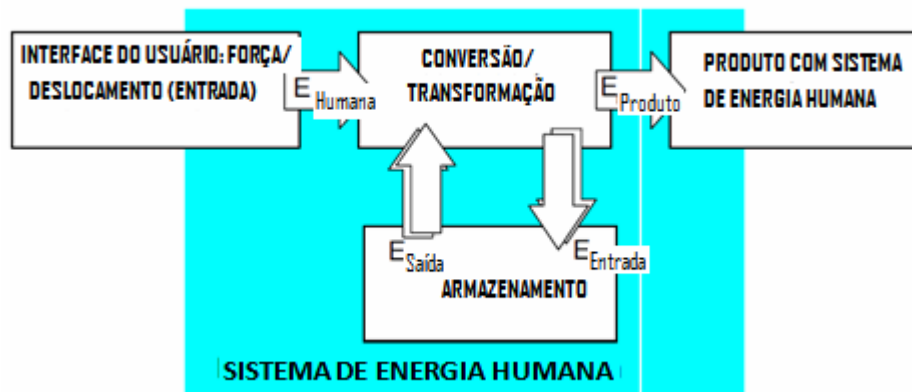 INTERFACE DO USUÁRIO: FORÇA/
DESLOCAMENTO (ENTRADA)
E Humana
CONVERSÃO/
TRANSFORMAÇÃO
E Produto
PRODUTO COM SISTEMA
DE ENERGIA HUMANA
E Saída
E Entrada
ARMAZENAMENTO
SISTEMA DE ENERGIA HUMANA